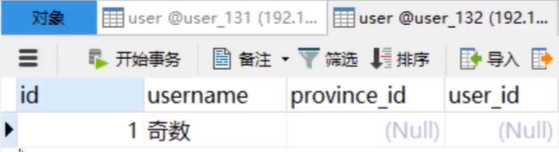 对象 user @user_131 (192.1... user @user_132 (192.1...
开始事务 备注 筛选 排序 导入
id username province_id user_id
1 奇数 (Null) (Null)